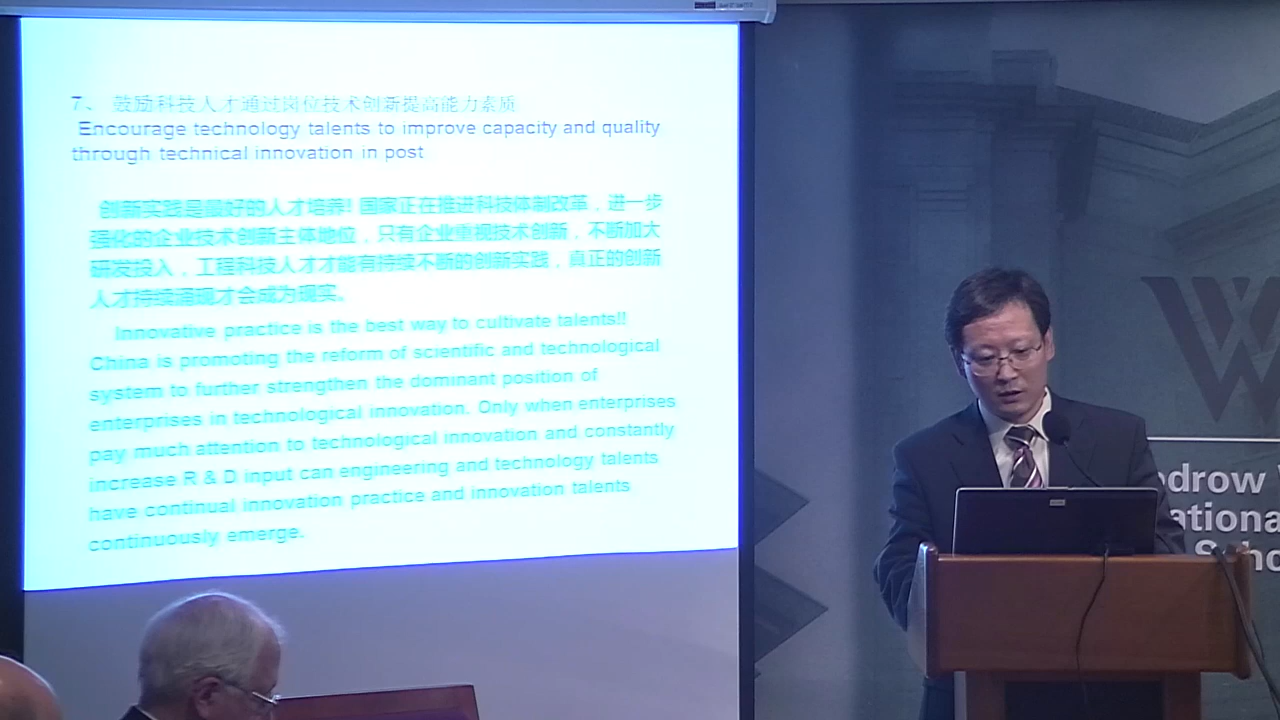 7、 鼓励科技人才通过岗位技术创新提高能力素质
Encourage technology talents to improve capacity and quality
through technical innovation in post
创新实践是最好的人才培养! 国家正在推进科技体制改革，进一步
强化的企业技术创新主体地位，只有企业重视技术创新，不断加大
研发投入，工程科技人才才能有持续不断的创新实践，真正的创新
人才持续涌现才会成为现实。
Innovative practice is the best way to cultivate talents!!
China is promoting the reform of scientific and technological
system to further strengthen the dominant position of
enterprises in technological innovation. Only when enterprises
pay much attention to technological innovation and constantly
increase R & D input can engineering and technology talents
have continual innovation practice and innovation talents
continuously emerge.
W
edrow
ationa
Scho